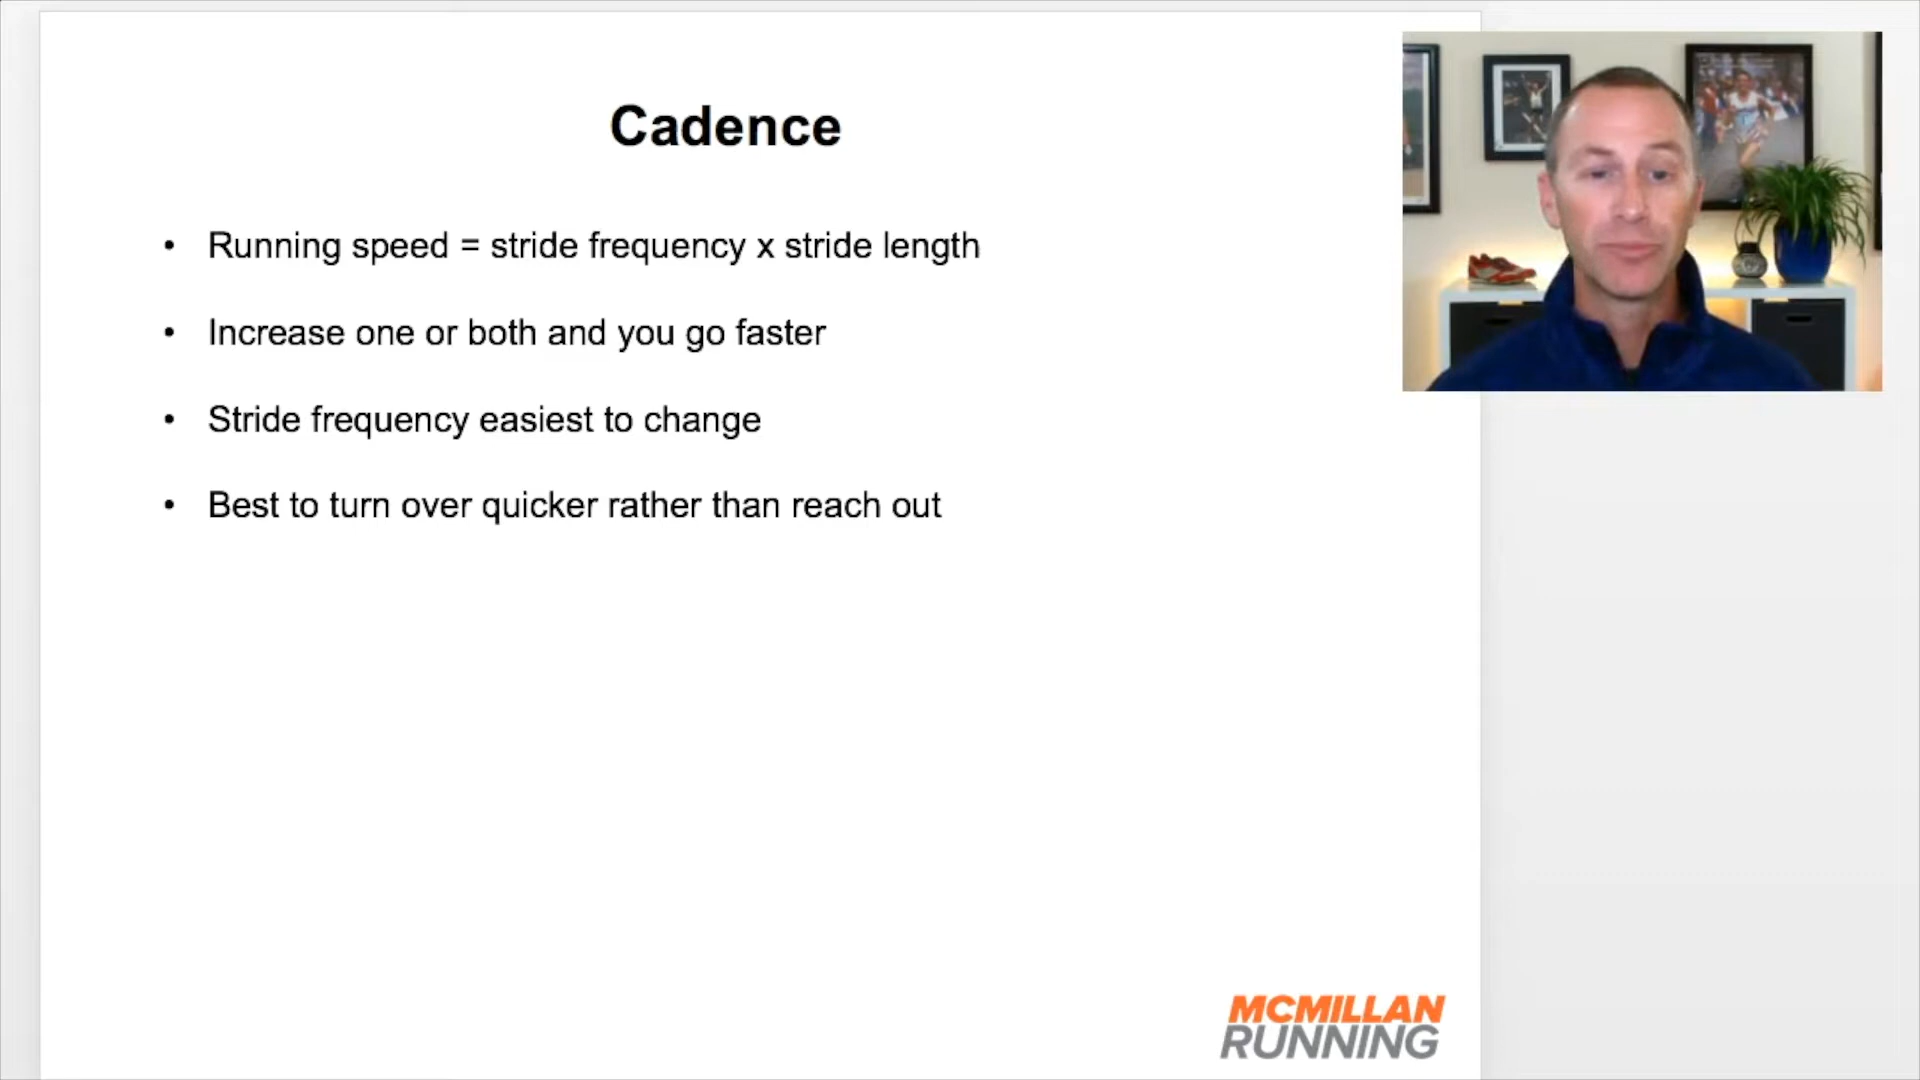 Cadence
• Running speed = stride frequency x stride length
• Increase one or both and you go faster
• Stride frequency easiest to change
• Best to turn over quicker rather than reach out
MCMILLAN
RUNNING